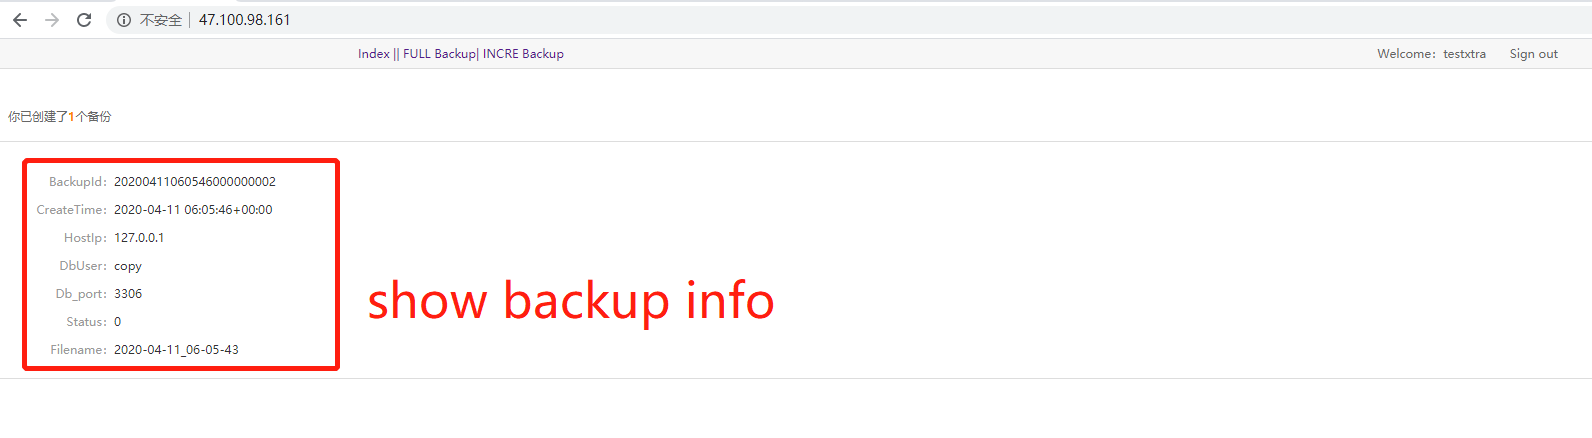 不安全 | 47.100.98.161
Index || FULL Backup| INCRE Backup
Welcome: testxtra Sign out
你已创建了1个备份
BackupId: 20200411060546000000002
CreateTime: 2020-04-11 06:05:46+00:00
HostIp: 127.0.0.1
DbUser: copy
Db_port: 3306
show backup info
Status: 0
Filename: 2020-04-11_06-05-43